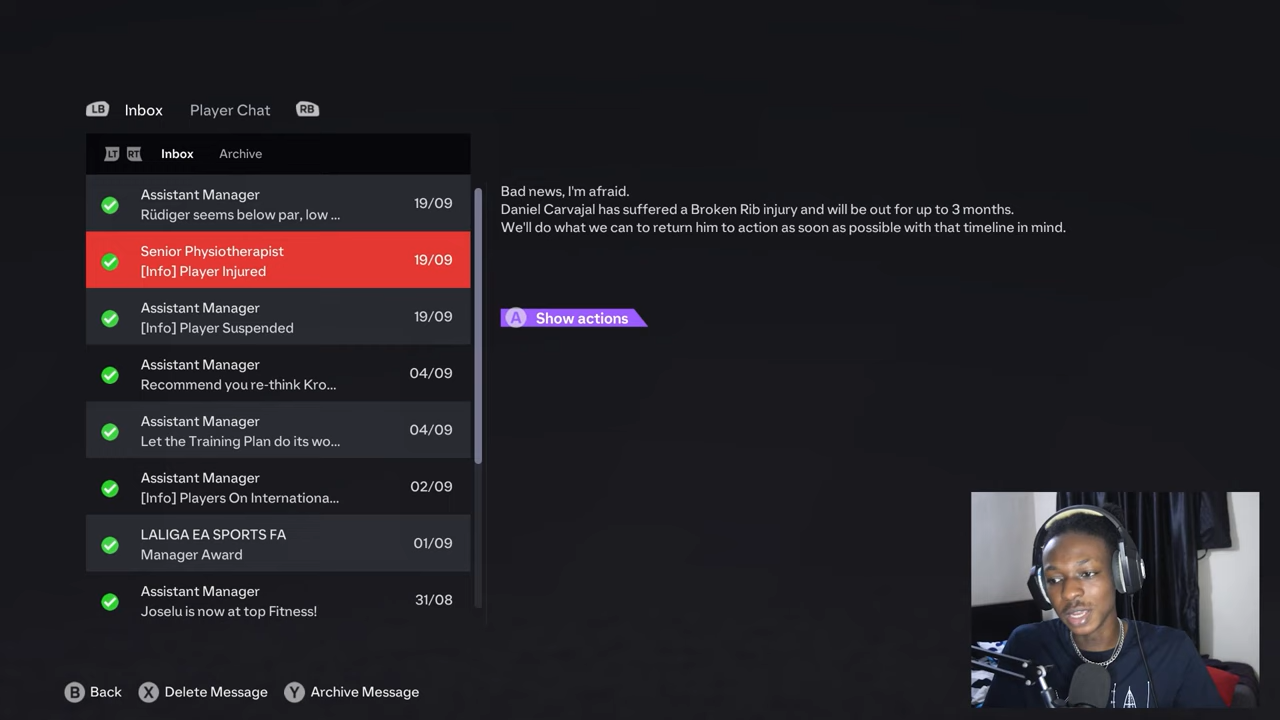 LB Inbox Player Chat RB
LT RT Inbox Archive
Assistant Manager
Rüdiger seems below par, low ...
19/09
Senior Physiotherapist
[Info] Player Injured
19/09
Assistant Manager
[Info] Player Suspended
19/09
Assistant Manager
Recommend you re-think Kro...
04/09
Assistant Manager
Let the Training Plan do its wo...
04/09
Assistant Manager
[Info] Players On Internationa...
02/09
LALIGA EA SPORTS FA
Manager Award
01/09
Assistant Manager
Joselu is now at top Fitness!
31/08
Bad news, I'm afraid.
Daniel Carvajal has suffered a Broken Rib injury and will be out for up to 3 months.
We'll do what we can to return him to action as soon as possible with that timeline in mind.
A Show actions
B Back X Delete Message Y Archive Message